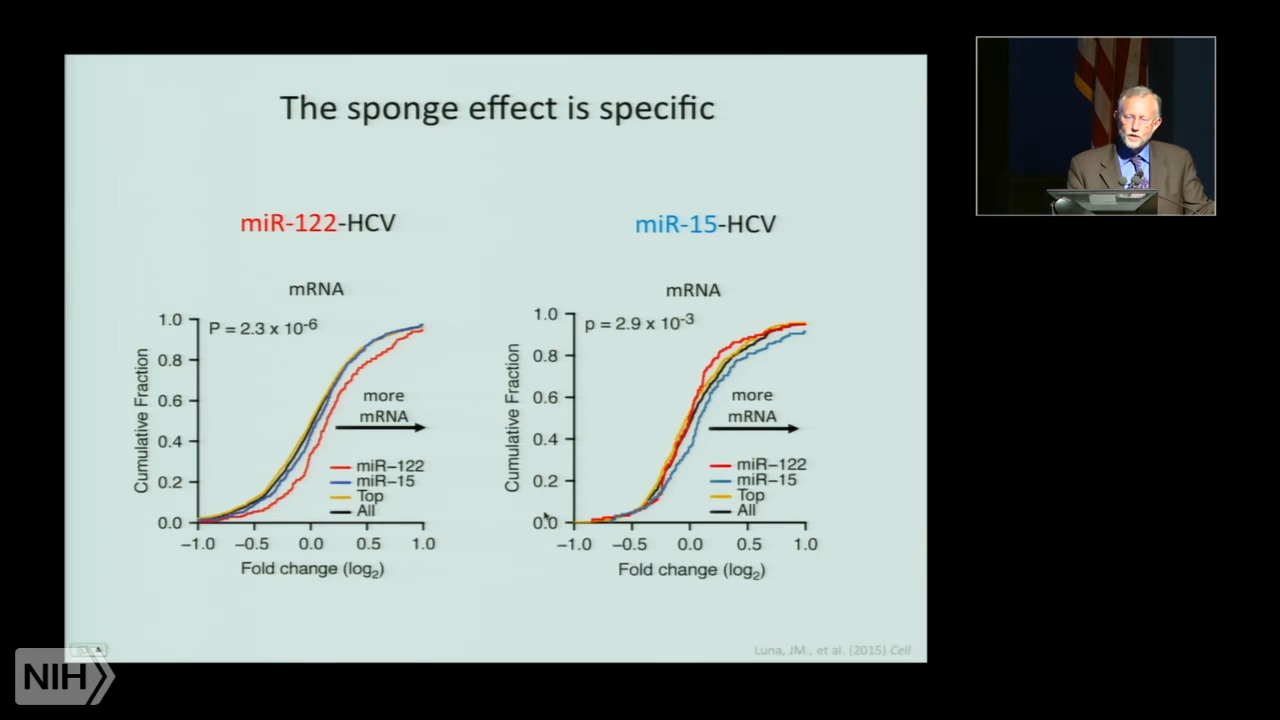 The sponge effect is specific
miR-122-HCV
mRNA
P = 2.3 x 10-6
Cumulative Fraction
1.0
0.8
0.6
0.4
0.2
0.0
more
mRNA
miR–122
miR–15
Top
All
−1.0 −0.5 0.0 0.5 1.0
Fold change (log2)
miR-15-HCV
mRNA
p = 2.9 x 10-3
Cumulative Fraction
1.0
0.8
0.6
0.4
0.2
0.0
more
mRNA
miR–122
miR–15
Top
All
−1.0 −0.5 0.0 0.5 1.0
Fold change (log2)
Luna, JM., et al. (2015) Cell
NIH